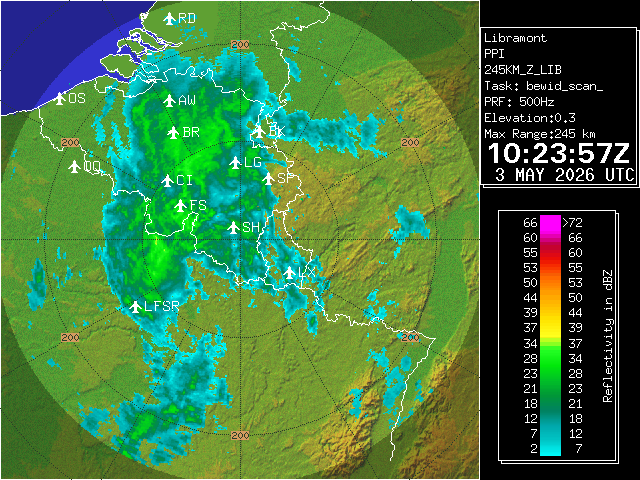 RD
200
OS
AW
BR
BK
200
200
LG
CI
SP
FS
SH
LX
LFSR
200
200
200
Libramont
PPI
245KM_Z_LIB
Task: bewid_scan_
PRF: 500Hz
Elevation:0.3
Max Range:245 km
10:23:57Z
3 MAY 2026 UTC
66 >72
60 66
55 60
53 55
50 53
44 50
39 44
37 39
34 37
28 34
23 28
21 23
18 21
12 18
7 12
2 7
Reflectivity in dBZ